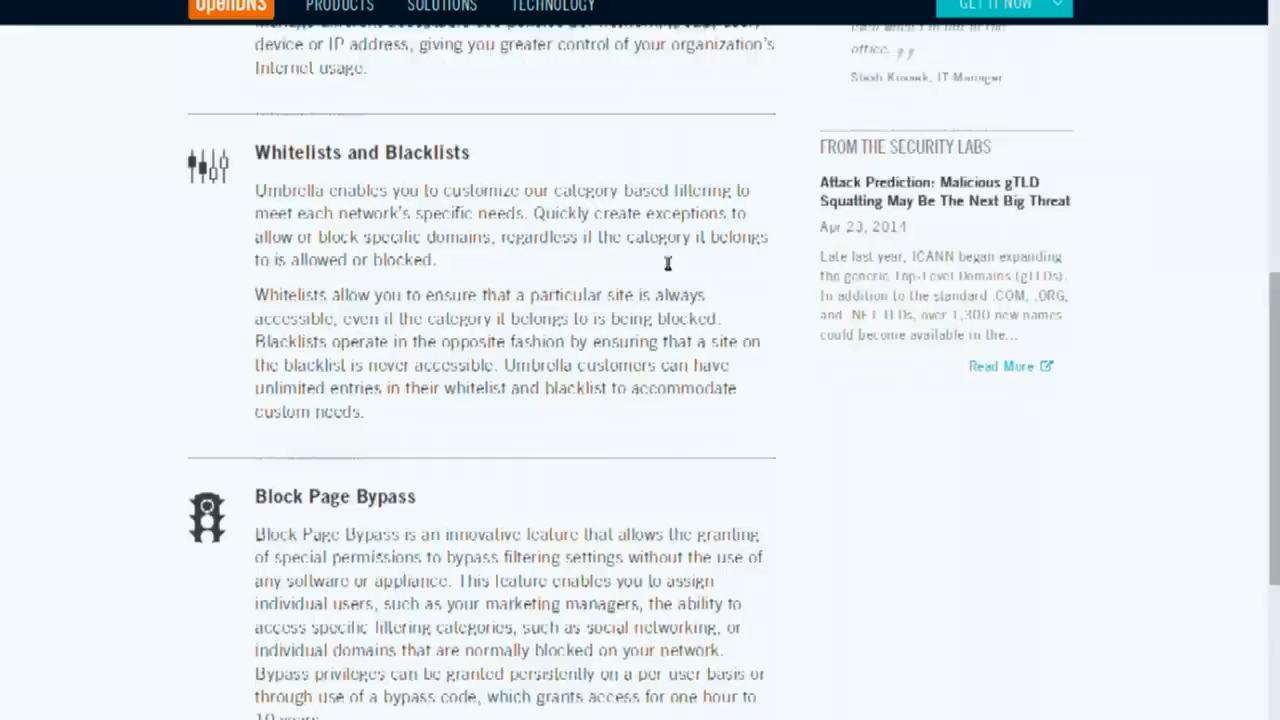 OpenDNS
PRODUCTS
SOLUTIONS
TECHNOLOGY
GET IT NOW
device or IP address, giving you greater control of your organization's
Internet usage.
Whitelists and Blacklists
Umbrella enables you to customize our category based filtering to
meet each network's specific needs. Quickly create exceptions to
allow or block specific domains, regardless if the category it belongs
to is allowed or blocked.
Whitelists allow you to ensure that a particular site is always
accessible, even if the category it belongs to is being blocked.
Blacklists operate in the opposite fashion by ensuring that a site on
the blacklist is never accessible. Umbrella customers can have
unlimited entries in their whitelist and blacklist to accommodate
custom needs.
Block Page Bypass
Block Page Bypass is an innovative feature that allows the granting
of special permissions to bypass filtering settings without the use of
any software or appliance. This feature enables you to assign
individual users, such as your marketing managers, the ability to
access specific filtering categories, such as social networking, or
individual domains that are normally blocked on your network.
Bypass privileges can be granted persistently on a per user basis or
through use of a bypass code, which grants access for one hour to
10 years.
office. ”
IT Manager
FROM THE SECURITY LABS
Attack Prediction: Malicious gTLD
Squatting May Be The Next Big Threat
Apr 23, 2014
Late last year, ICANN began expanding
the generic Top-Level Domains (gTLDs).
In addition to the standard .COM, .ORG,
and .NET TLDs, over 1,300 new names
could become available in the...
Read More